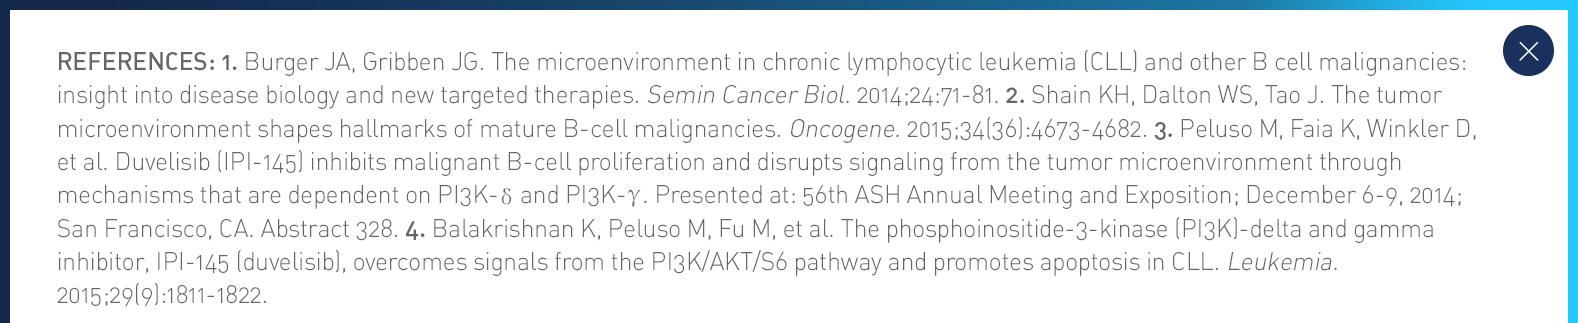 REFERENCES: 1. Burger JA, Gribben JG. The microenvironment in chronic lymphocytic leukemia (CLL) and other B cell malignancies:
insight into disease biology and new targeted therapies. Semin Cancer Biol. 2014;24:71-81. 2. Shain KH, Dalton WS, Tao J. The tumor
microenvironment shapes hallmarks of mature B-cell malignancies. Oncogene. 2015;34(36):4673-4682. 3. Peluso M, Faia K, Winkler D,
et al. Duvelisib (IPI-145) inhibits malignant B-cell proliferation and disrupts signaling from the tumor microenvironment through
mechanisms that are dependent on PI3K-δ and PI3K-γ. Presented at: 56th ASH Annual Meeting and Exposition; December 6-9, 2014;
San Francisco, CA. Abstract 328. 4. Balakrishnan K, Peluso M, Fu M, et al. The phosphoinositide-3-kinase (PI3K)-delta and gamma
inhibitor, IPI-145 (duvelisib), overcomes signals from the PI3K/AKT/S6 pathway and promotes apoptosis in CLL. Leukemia.
2015;29(9):1811-1822.